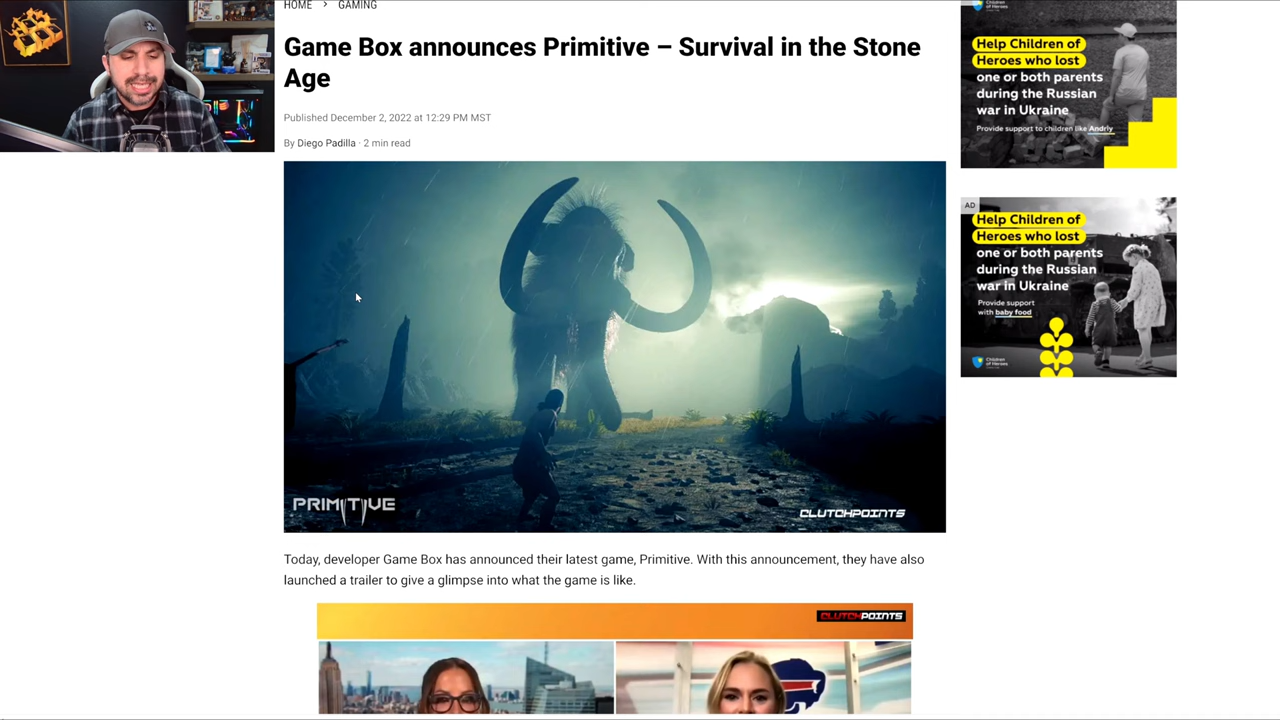 HOME > GAMING
Game Box announces Primitive – Survival in the Stone
Age
Published December 2, 2022 at 12:29 PM MST
By Diego Padilla · 2 min read
PRIMITIVE
CLUTCHPOINTS
Today, developer Game Box has announced their latest game, Primitive. With this announcement, they have also
launched a trailer to give a glimpse into what the game is like.
CLUTCHPOINTS
Help Children of
Heroes who lost
one or both parents
during the Russian
war in Ukraine
Provide support to children like Andriy
AD
Help Children of
Heroes who lost
one or both parents
during the Russian
war in Ukraine
Provide support
with baby food
Children
of Heroes